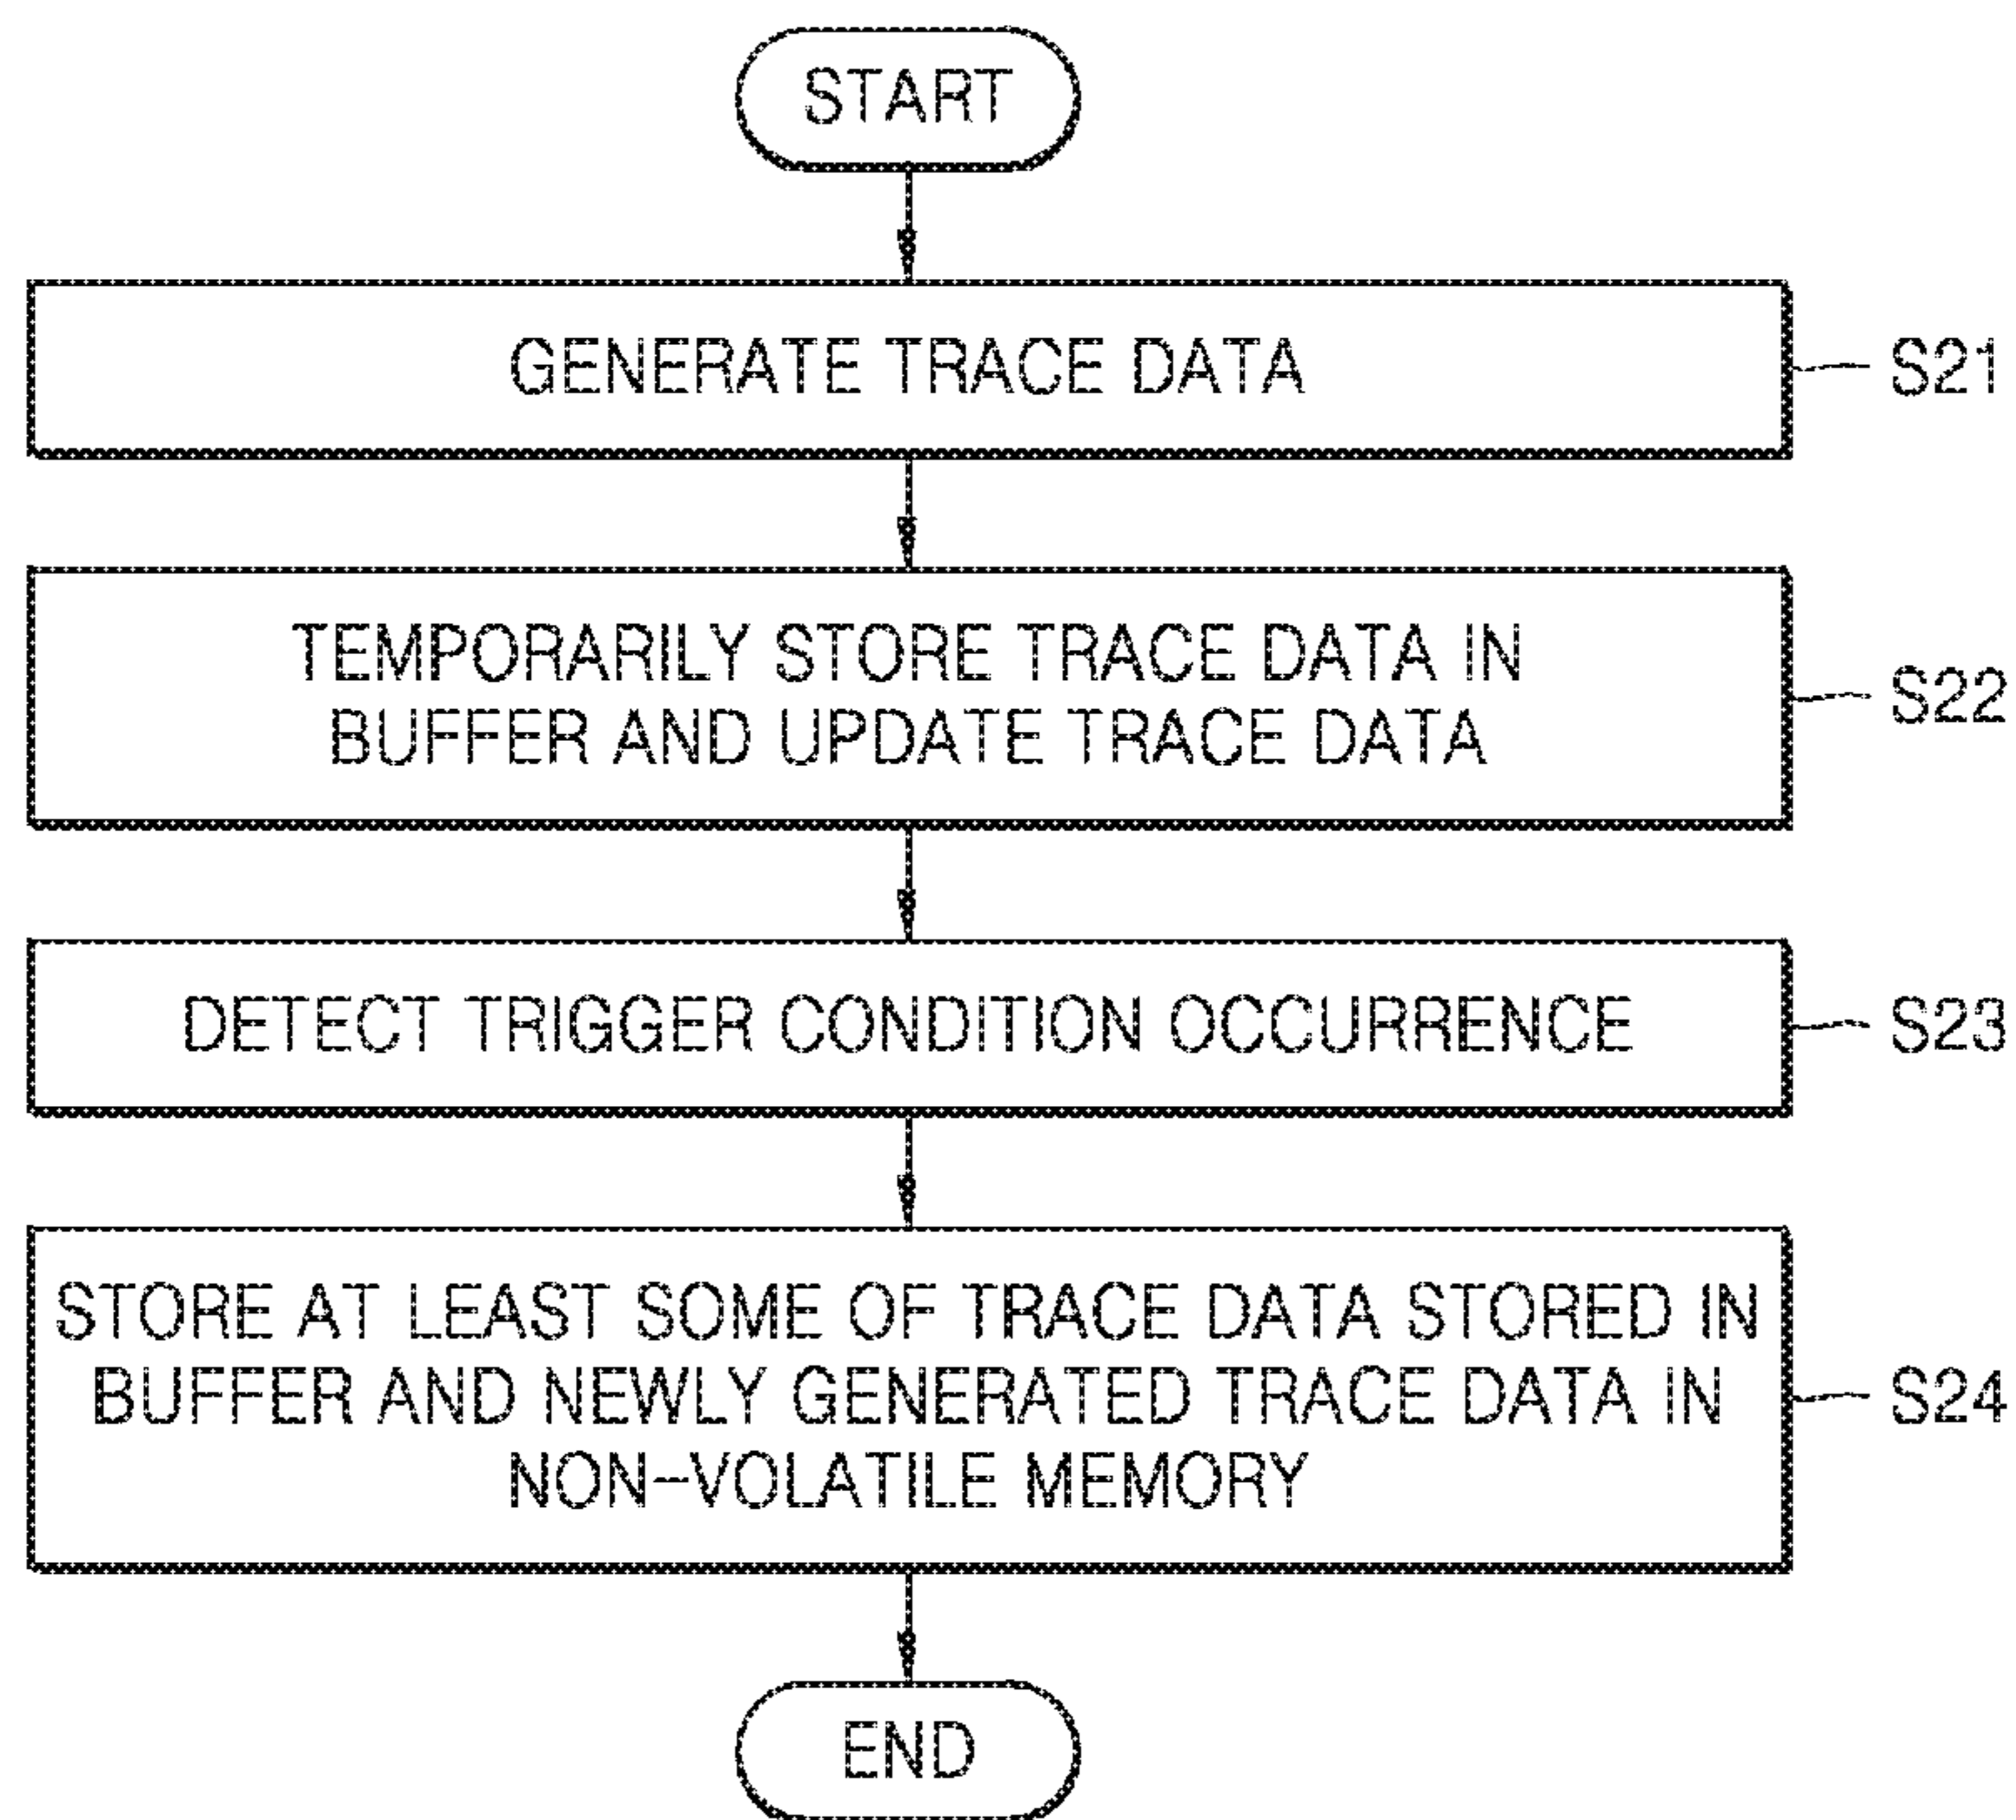 START
GENERATE TRACE DATA
S21
TEMPORARILY STORE TRACE DATA IN
BUFFER AND UPDATE TRACE DATA
S22
DETECT TRIGGER CONDITION OCCURRENCE
S23
STORE AT LEAST SOME OF TRACE DATA STORED IN
BUFFER AND NEWLY GENERATED TRACE DATA IN
NON-VOLATILE MEMORY
S24
END